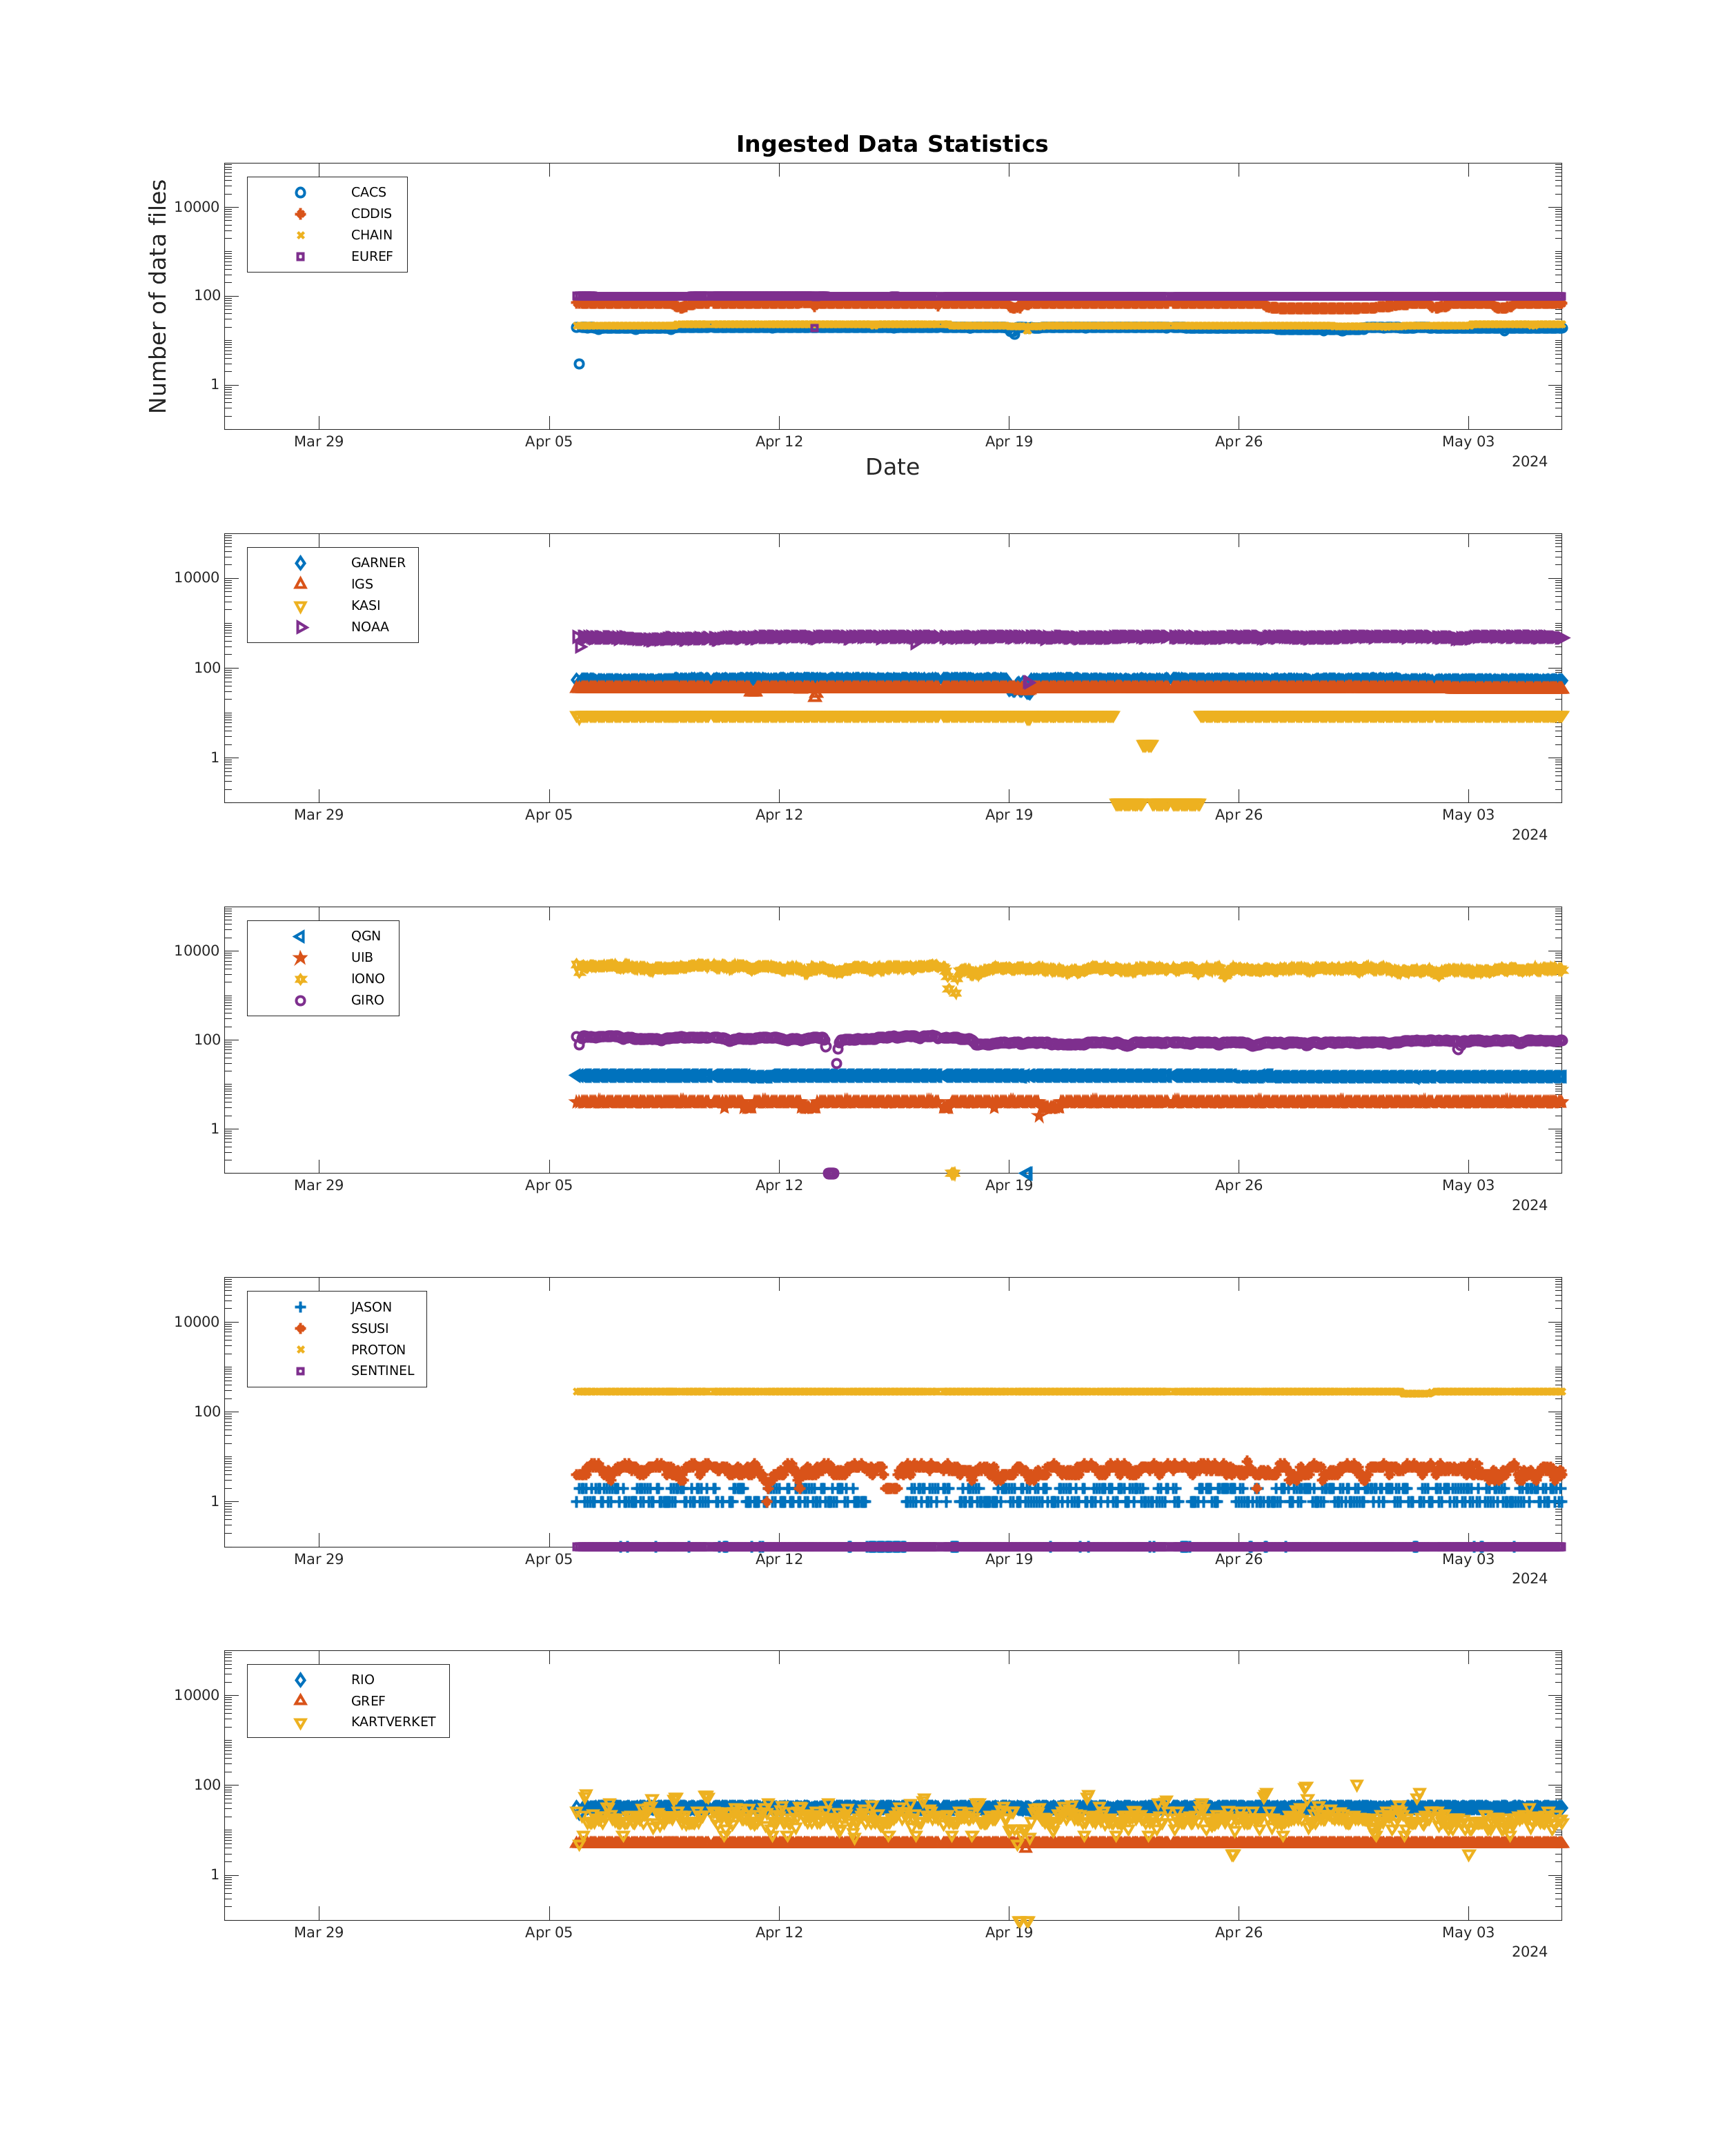 Ingested Data Statistics
Number of data files
10000
100
1
CACS
CDDIS
CHAIN
EUREF
Mar 29 Apr 05 Apr 12 Apr 19 Apr 26 May 03
2024
Date
10000
100
1
GARNER
IGS
KASI
NOAA
Mar 29 Apr 05 Apr 12 Apr 19 Apr 26 May 03
2024
10000
100
1
QGN
UIB
IONO
GIRO
Mar 29 Apr 05 Apr 12 Apr 19 Apr 26 May 03
2024
10000
100
1
JASON
SSUSI
PROTON
SENTINEL
Mar 29 Apr 05 Apr 12 Apr 19 Apr 26 May 03
2024
10000
100
1
RIO
GREF
KARTVERKET
Mar 29 Apr 05 Apr 12 Apr 19 Apr 26 May 03
2024